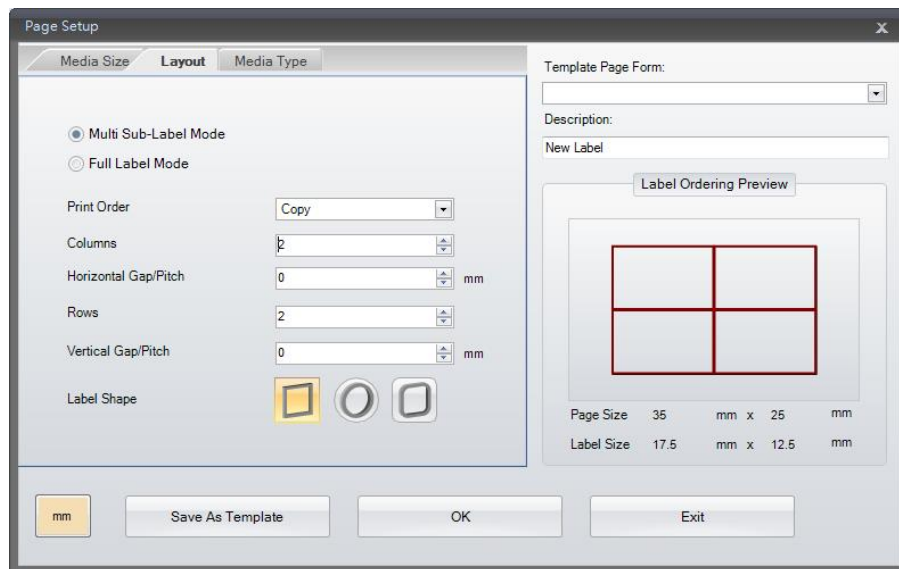 Page Setup
x
Media Size Layout Media Type
Multi Sub-Label Mode
Full Label Mode
Print Order Copy
Columns 2
Horizontal Gap/Pitch 0 mm
Rows 2
Vertical Gap/Pitch 0 mm
Label Shape
Template Page Form:
Description:
New Label
Label Ordering Preview
Page Size 35 mm x 25 mm
Label Size 17.5 mm x 12.5 mm
mm Save As Template OK Exit